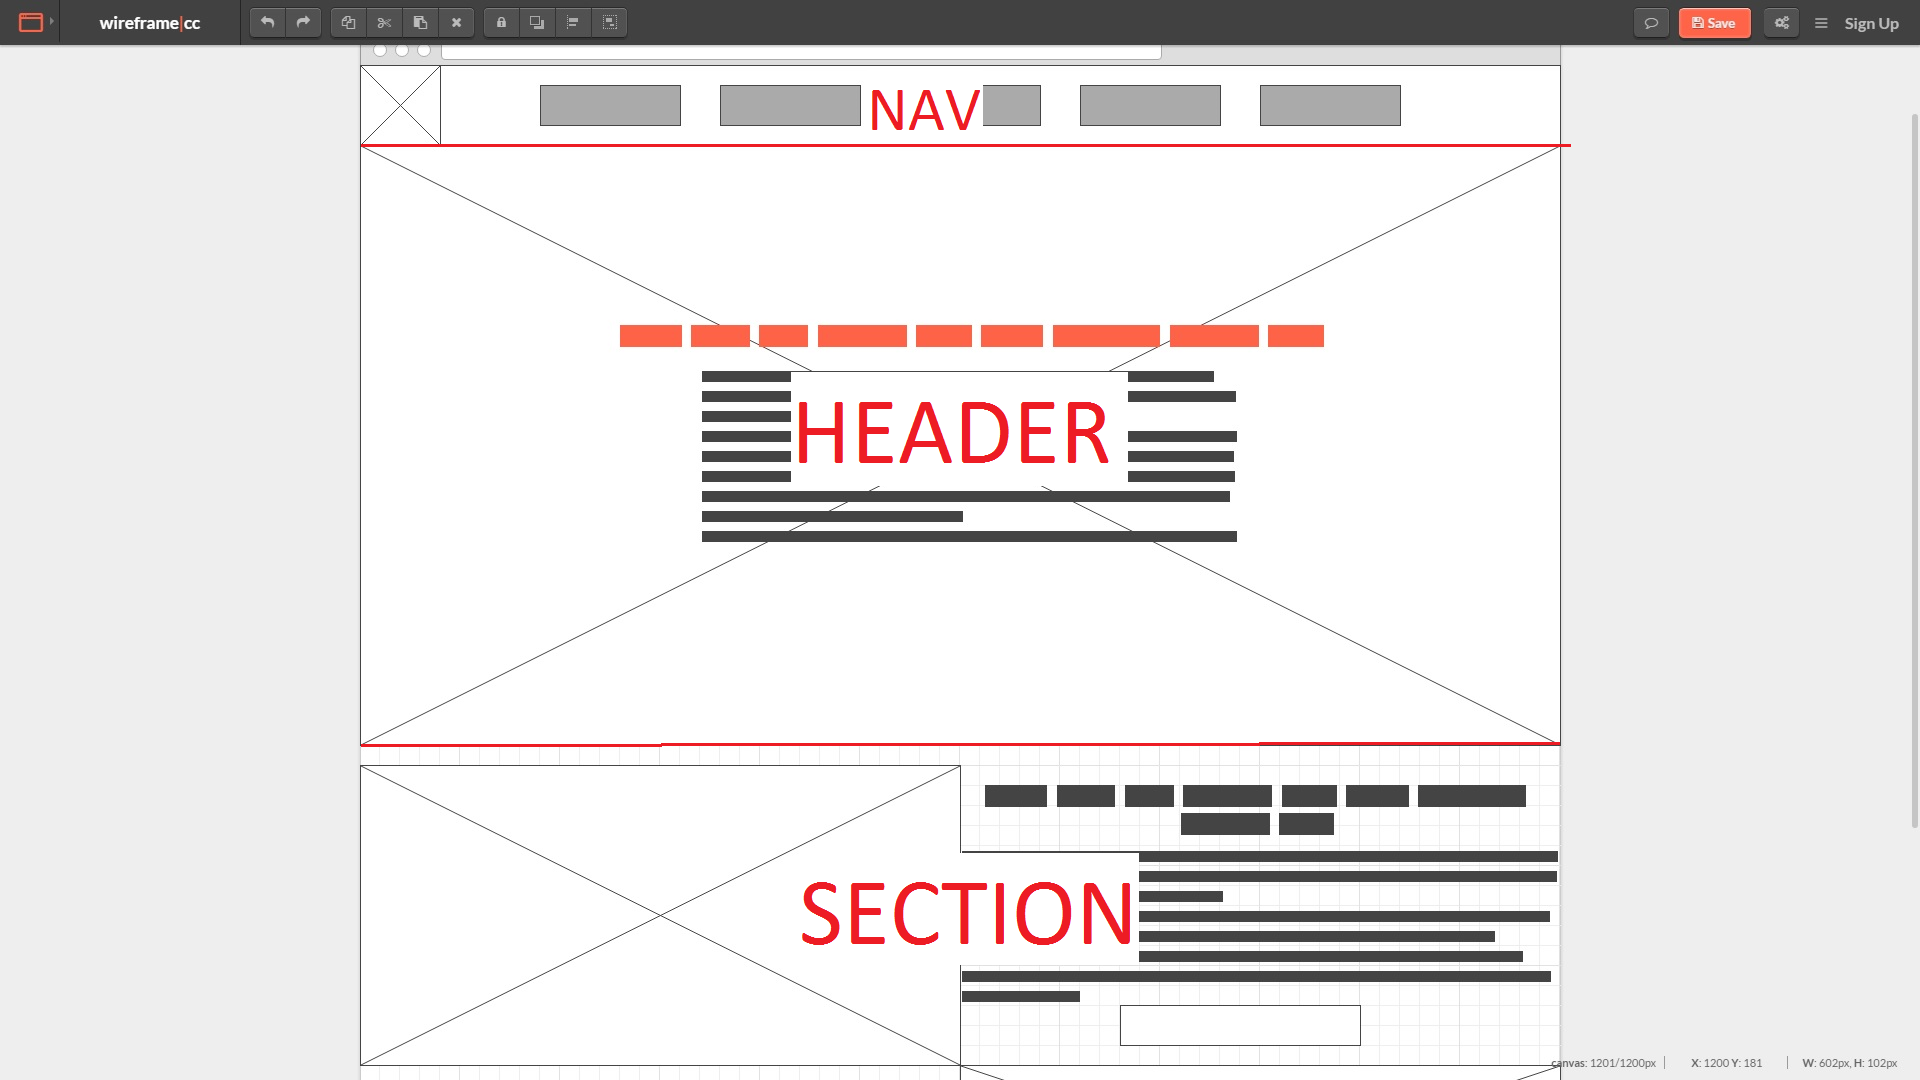 wireframe|cc
Save
Sign Up
NAV
HEADER
SECTION
canvas: 1201/1200px
X: 1200 Y: 181
W: 602px, H: 102px